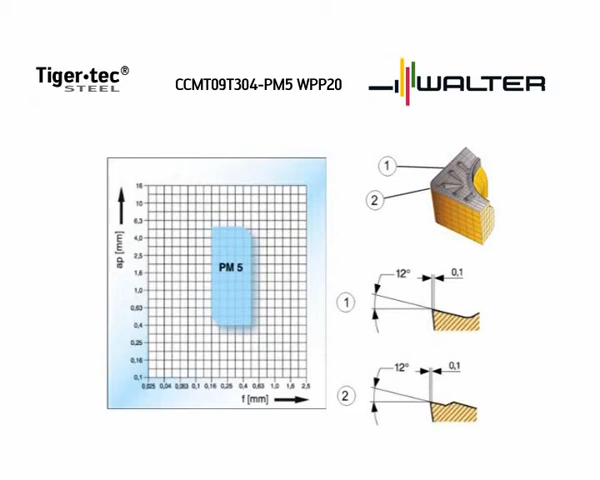 Tiger·tec®
STEEL
CCMT09T304-PM5 WPP20
WALTER
ap [mm]
16
10
6,3
4,0
2,5
1,6
1,0
0,63
0,4
0,25
0,16
0,1
PM 5
0,025 0,04 0,063 0,1 0,16 0,25 0,4 0,63 1,0 1,6 2,5
f [mm]
1
2
12° 0,1
1
12° 0,1
2